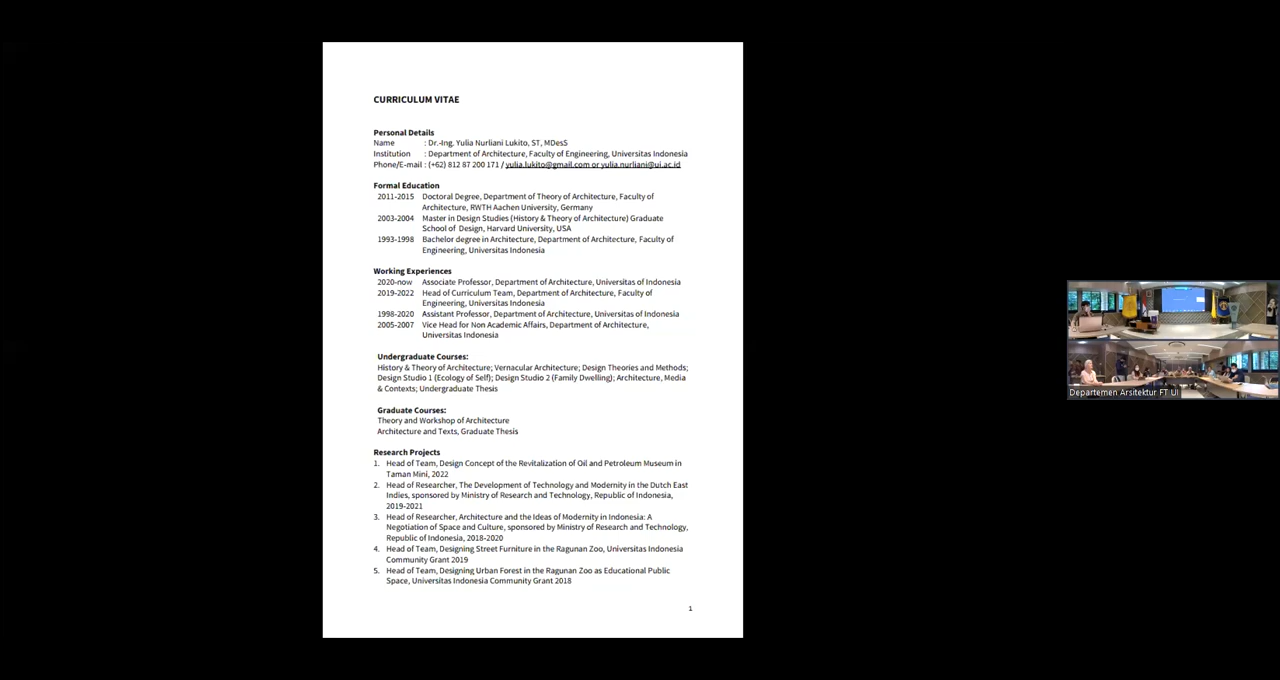 CURRICULUM VITAE
Personal Details
Name : Dr.-Ing. Yulia Nurliani Lukito, ST, MDesS
Institution : Department of Architecture, Faculty of Engineering, Universitas Indonesia
Phone/E-mail : (+62) 812 87 200 171 / yulia.lukito@gmail.com or yulia.nurliani@ui.ac.id
Formal Education
2011-2015 Doctoral Degree, Department of Theory of Architecture, Faculty of
Architecture, RWTH Aachen University, Germany
2003-2004 Master in Design Studies (History & Theory of Architecture) Graduate
School of Design, Harvard University, USA
1993-1998 Bachelor degree in Architecture, Department of Architecture, Faculty of
Engineering, Universitas Indonesia
Working Experiences
2020-now Associate Professor, Department of Architecture, Universitas of Indonesia
2019-2022 Head of Curriculum Team, Department of Architecture, Faculty of
Engineering, Universitas Indonesia
1998-2020 Assistant Professor, Department of Architecture, Universitas of Indonesia
2005-2007 Vice Head for Non Academic Affairs, Department of Architecture,
Universitas Indonesia
Undergraduate Courses:
History & Theory of Architecture; Vernacular Architecture; Design Theories and Methods;
Design Studio 1 (Ecology of Self); Design Studio 2 (Family Dwelling); Architecture, Media
& Contexts; Undergraduate Thesis
Graduate Courses:
Theory and Workshop of Architecture
Architecture and Texts, Graduate Thesis
Research Projects
1. Head of Team, Design Concept of the Revitalization of Oil and Petroleum Museum in
Taman Mini, 2022
2. Head of Researcher, The Development of Technology and Modernity in the Dutch East
Indies, sponsored by Ministry of Research and Technology, Republic of Indonesia,
2019-2021
3. Head of Researcher, Architecture and the Ideas of Modernity in Indonesia: A
Negotiation of Space and Culture, sponsored by Ministry of Research and Technology,
Republic of Indonesia, 2018-2020
4. Head of Team, Designing Street Furniture in the Ragunan Zoo, Universitas Indonesia
Community Grant 2019
5. Head of Team, Designing Urban Forest in the Ragunan Zoo as Educational Public
Space, Universitas Indonesia Community Grant 2018
1
Departemen Arsitektur FT UI